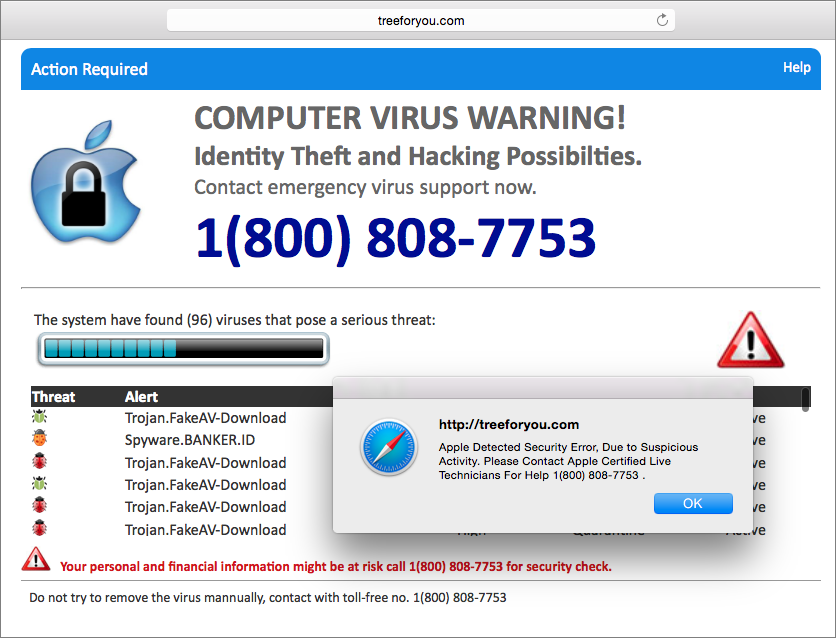 treeforyou.com
Action Required
Help
COMPUTER VIRUS WARNING!
Identity Theft and Hacking Possibilties.
Contact emergency virus support now.
1(800) 808-7753
The system have found (96) viruses that pose a serious threat:
Threat Alert
Trojan.FakeAV-Download ve
Spyware.BANKER.ID ve
Trojan.FakeAV-Download ve
Trojan.FakeAV-Download ve
Trojan.FakeAV-Download ve
Trojan.FakeAV-Download High Quarantine Active
http://treeforyou.com
Apple Detected Security Error, Due to Suspicious
Activity. Please Contact Apple Certified Live
Technicians For Help 1(800) 808-7753 .
OK
Your personal and financial information might be at risk call 1(800) 808-7753 for security check.
Do not try to remove the virus mannually, contact with toll-free no. 1(800) 808-7753